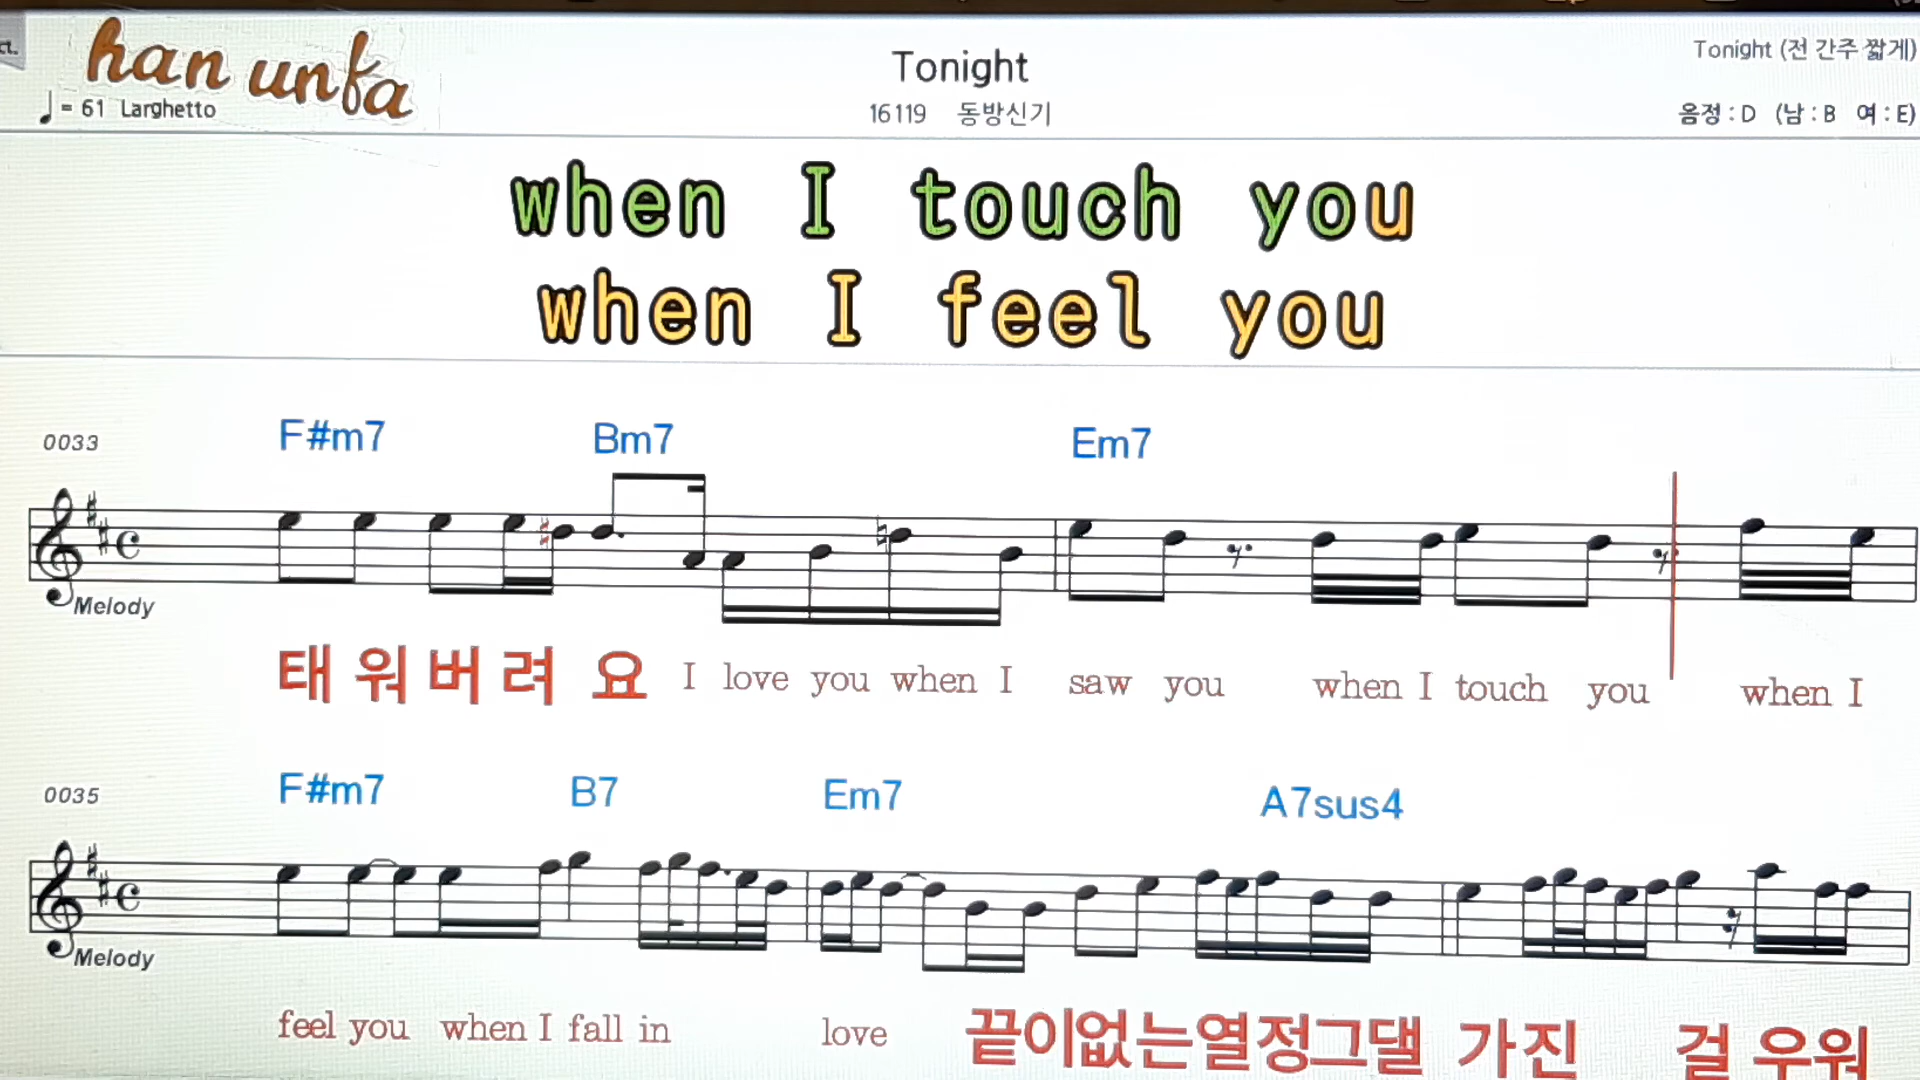 ct.
han unfa
Tonight
Tonight (전 간주 짧게)
♩= 61 Larghetto
16119 동방신기
음정 : D (남 : B 여 : E)
when I touch you
when I feel you
0033 F#m7 Bm7 Em7
Melody
태 워 버 려 요 I love you when I saw you when I touch you when I
0035 F#m7 B7 Em7 A7sus4
Melody
feel you when I fall in love 끝이없는열정그댈 가진 걸 우워